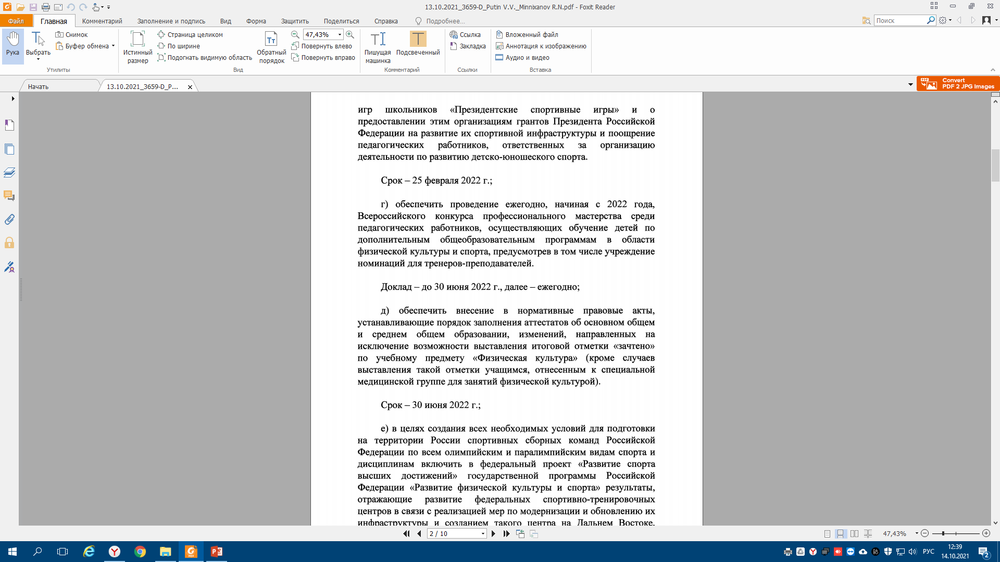 13.10.2021_3659-D_Putin V.V._Minnixanov R.N.pdf - Foxit Reader
Файл Главная Комментарий Заполнение и подпись Вид Форма Защитить Поделиться Справка Подробнее... Поиск
Рука
Выбрать
Снимок
Буфер обмена
Утилиты
Истинный размер
Страница целиком
По ширине
Подогнать видимую область
Обратный порядок
47,43%
Повернуть влево
Повернуть вправо
Вид
Пишущая машинка
Подсвеченный
Комментарий
Ссылка
Закладка
Ссылки
Вложенный файл
Аннотация к изображению
Аудио и видео
Вставка
Начать
13.10.2021_3659-D_P...
Convert
PDF 2 JPG Images
игр школьников «Президентские спортивные игры» и о
предоставлении этим организациям грантов Президента Российской
Федерации на развитие их спортивной инфраструктуры и поощрение
педагогических работников, ответственных за организацию
деятельности по развитию детско-юношеского спорта.
Срок – 25 февраля 2022 г.;
г) обеспечить проведение ежегодно, начиная с 2022 года,
Всероссийского конкурса профессионального мастерства среди
педагогических работников, осуществляющих обучение детей по
дополнительным общеобразовательным программам в области
физической культуры и спорта, предусмотрев в том числе учреждение
номинаций для тренеров-преподавателей.
Доклад – до 30 июня 2022 г., далее – ежегодно;
д) обеспечить внесение в нормативные правовые акты,
устанавливающие порядок заполнения аттестатов об основном общем
и среднем общем образовании, изменений, направленных на
исключение возможности выставления итоговой отметки «зачтено»
по учебному предмету «Физическая культура» (кроме случаев
выставления такой отметки учащимся, отнесенным к специальной
медицинской группе для занятий физической культурой).
Срок – 30 июня 2022 г.;
е) в целях создания всех необходимых условий для подготовки
на территории России спортивных сборных команд Российской
Федерации по всем олимпийским и паралимпийским видам спорта и
дисциплинам включить в федеральный проект «Развитие спорта
высших достижений» государственной программы Российской
Федерации «Развитие физической культуры и спорта» результаты,
отражающие развитие федеральных спортивно-тренировочных
центров в связи с реализацией мер по модернизации и обновлению их
инфраструктуры и созданием такого центра на Дальнем Востоке,
2 / 10
47,43%
РУС
12:39
14.10.2021
2